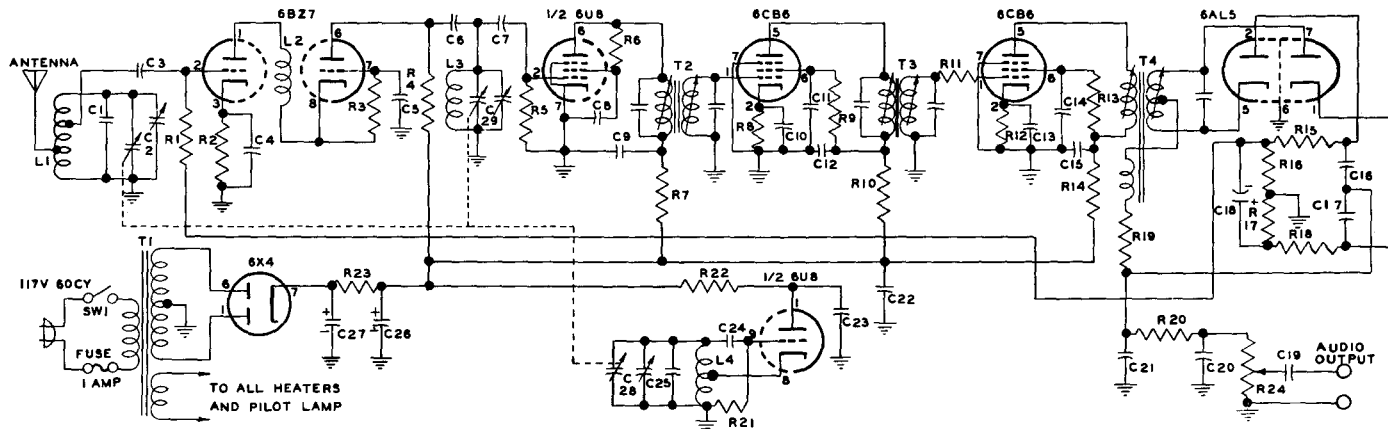 6BZ7
1/2 6U8
6CB6
6CB6
6AL5
ANTENNA
C3
L1
C1
C2
R1
R2
C4
L2
R3
C5
R4
C6
C7
L3
C29
R5
R6
C8
C9
T2
R7
R8
C10
C11
R9
C12
T3
R10
R11
R12
C13
C14
R13
C15
R14
T4
R15
R16
R17
R18
C16
C17
C18
R19
117V 60CY
SW1
FUSE
1 AMP
T1
6X4
R23
C27
C26
TO ALL HEATERS
AND PILOT LAMP
R22
1/2 6U8
C28
C25
L4
C24
R21
C23
C22
C21
R20
C20
R24
C19
AUDIO
OUTPUT